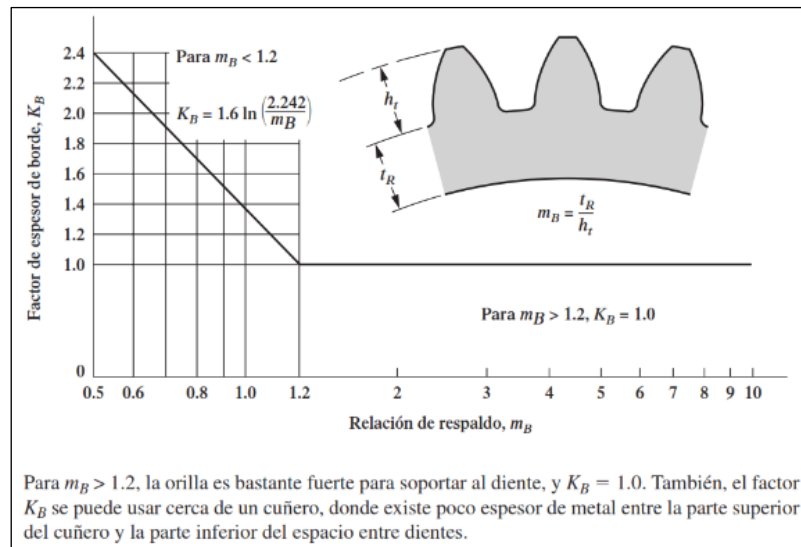 Factor de espesor de borde, K_B
2.4
2.2
2.0
1.8
1.6
1.4
1.2
1.0
0
Para m_B < 1.2
K_B = 1.6 ln (2.242 / m_B)
h_t
t_R
m_B = t_R / h_t
Para m_B > 1.2, K_B = 1.0
0.5 0.6 0.8 1.0 1.2 2 3 4 5 6 7 8 9 10
Relación de respaldo, m_B
Para m_B > 1.2, la orilla es bastante fuerte para soportar al diente, y K_B = 1.0. También, el factor
K_B se puede usar cerca de un cuñero, donde existe poco espesor de metal entre la parte superior
del cuñero y la parte inferior del espacio entre dientes.